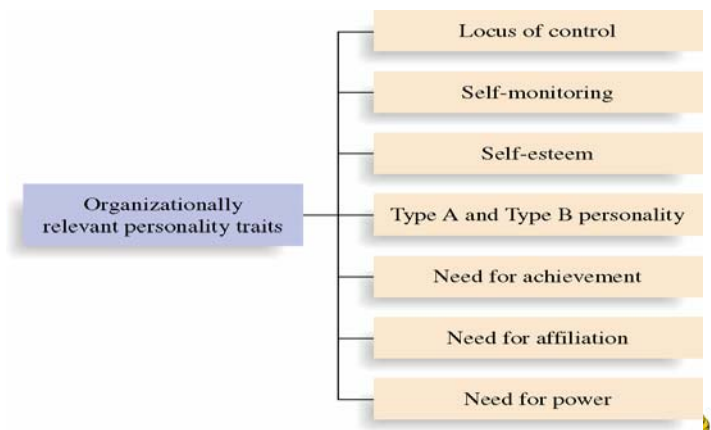 Locus of control
Self-monitoring
Self-esteem
Organizationally
relevant personality traits
Type A and Type B personality
Need for achievement
Need for affiliation
Need for power